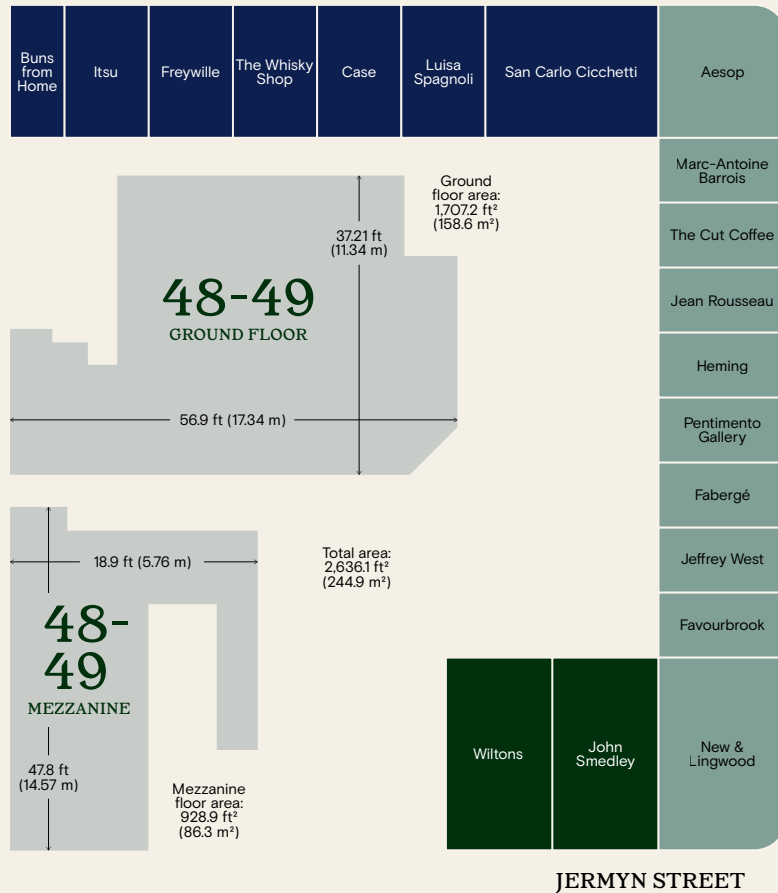 Buns
from
Home
Itsu
Freywille
The Whisky
Shop
Case
Luisa
Spagnoli
San Carlo Cicchetti
Aesop
Marc-Antoine
Barrois
The Cut Coffee
Jean Rousseau
Heming
Pentimento
Gallery
Fabergé
Jeffrey West
Favourbrook
New &
Lingwood
Ground
floor area:
1,707.2 ft²
(158.6 m²)
37.21 ft
(11.34 m)
48-49
GROUND FLOOR
56.9 ft (17.34 m)
18.9 ft (5.76 m)
Total area:
2,636.1 ft²
(244.9 m²)
48-
49
MEZZANINE
47.8 ft
(14.57 m)
Mezzanine
floor area:
928.9 ft²
(86.3 m²)
Wiltons
John
Smedley
JERMYN STREET